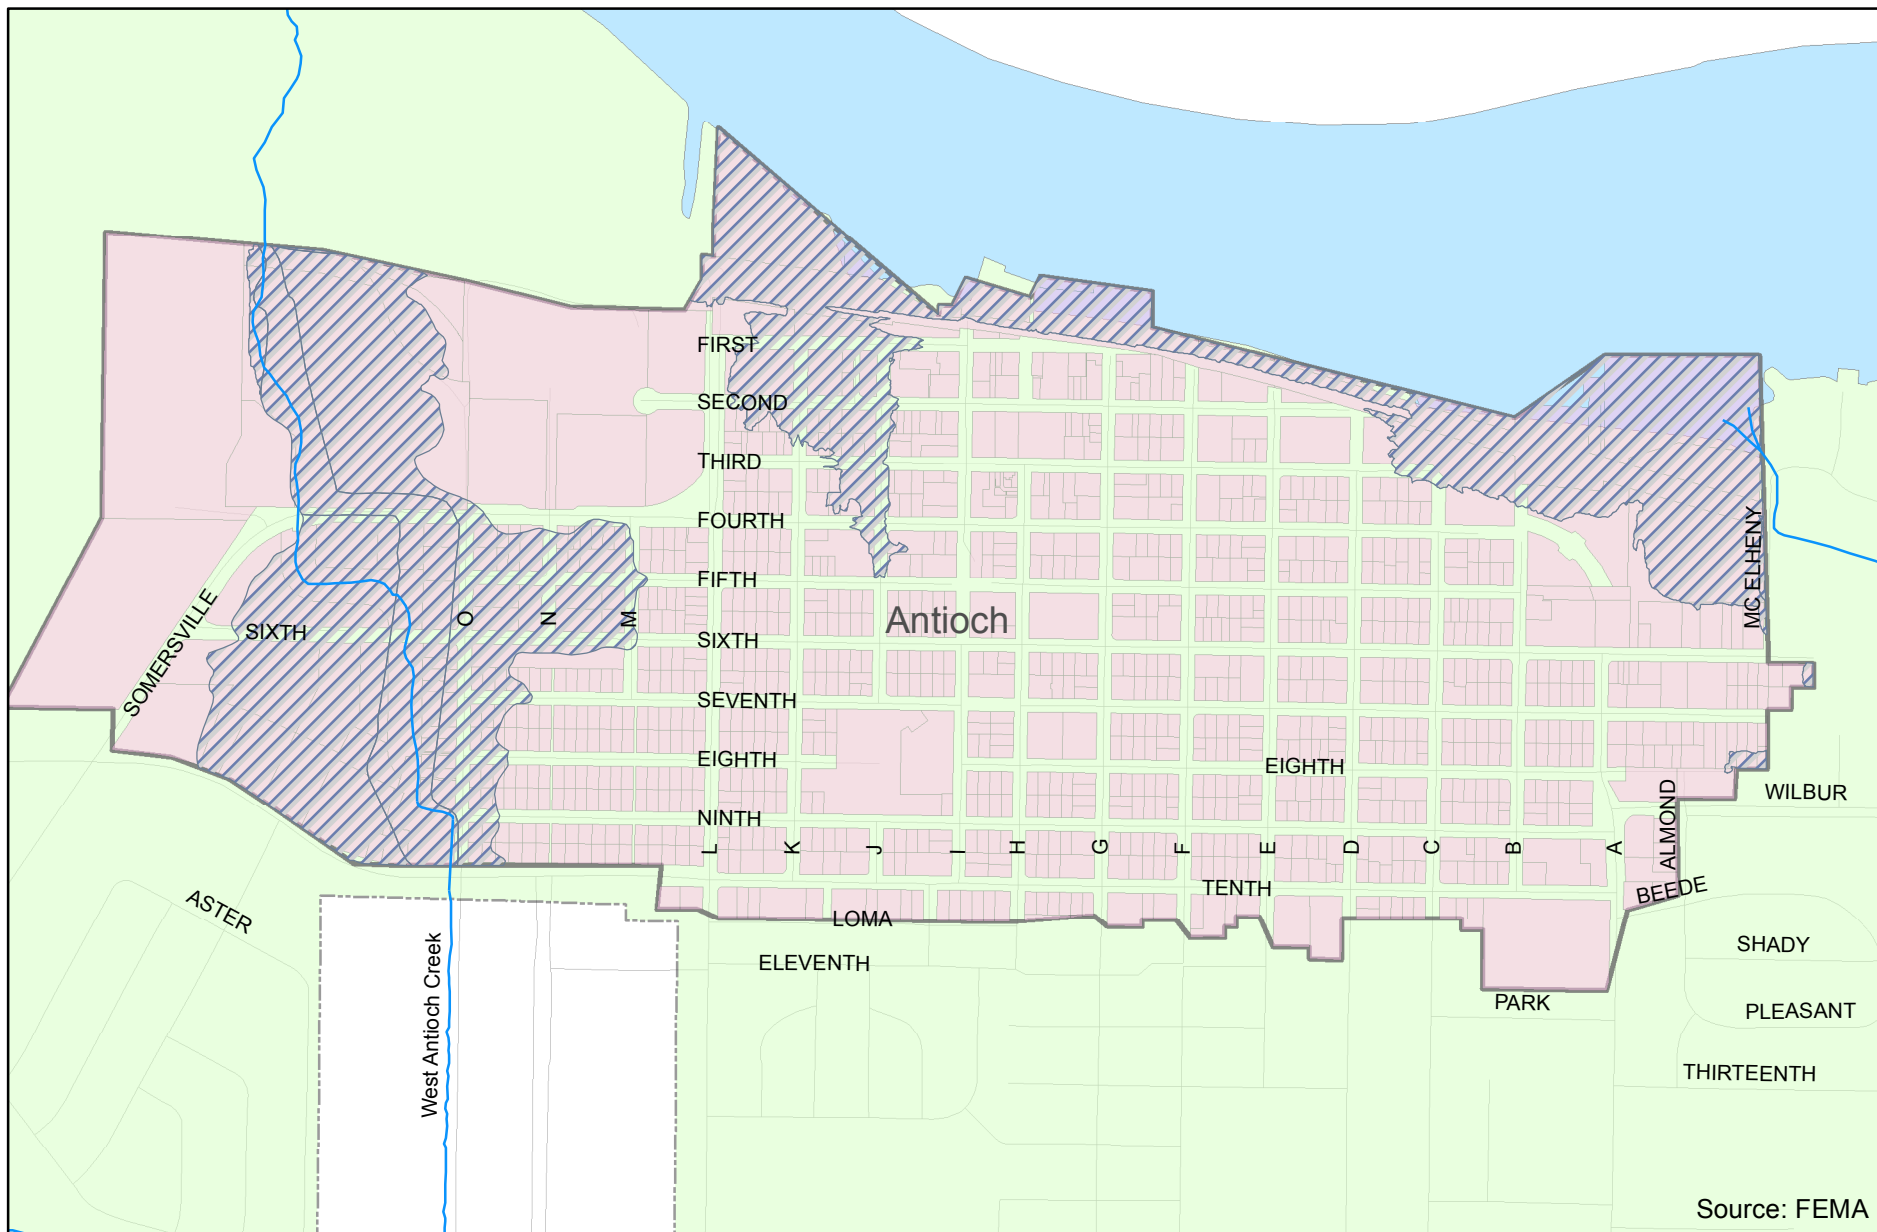 FIRST
SECOND
THIRD
FOURTH
FIFTH
SIXTH
SEVENTH
EIGHTH
NINTH
SIXTH
SOMERSVILLE
O
N
M
Antioch
MC ELHENY
EIGHTH
WILBUR
ALMOND
L
K
J
I
H
G
F
E
D
C
B
A
TENTH
BEEDE
LOMA
ASTER
ELEVENTH
SHADY
PARK
PLEASANT
West Antioch Creek
THIRTEENTH
Source: FEMA